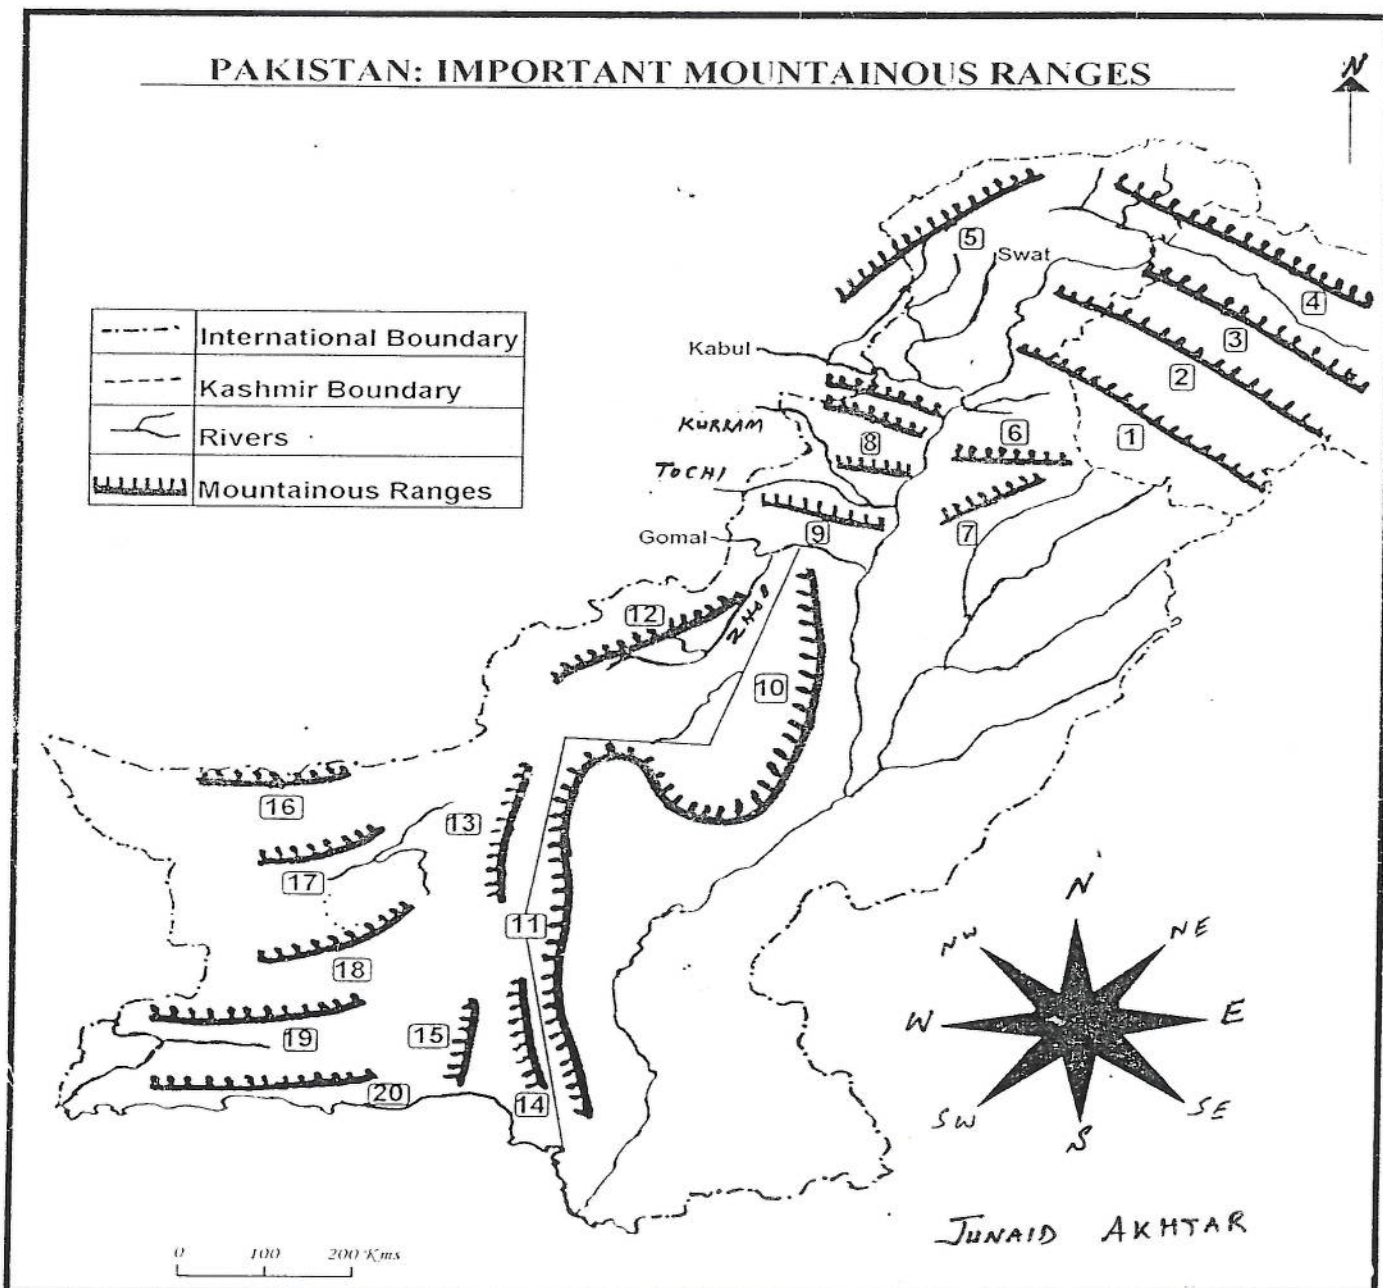 PAKISTAN: IMPORTANT MOUNTAINOUS RANGES
N
5
Swat
4
3
International Boundary
Kabul
2
Kashmir Boundary
KURRAM
8
6
1
Rivers
TOCHI
Mountainous Ranges
Gomal
9
7
12
ZHOB
10
16
13
17
11
18
19
15
20
14
N
NW
NE
W
E
SW
SE
S
JUNAID AKHTAR
0 100 200 Kms